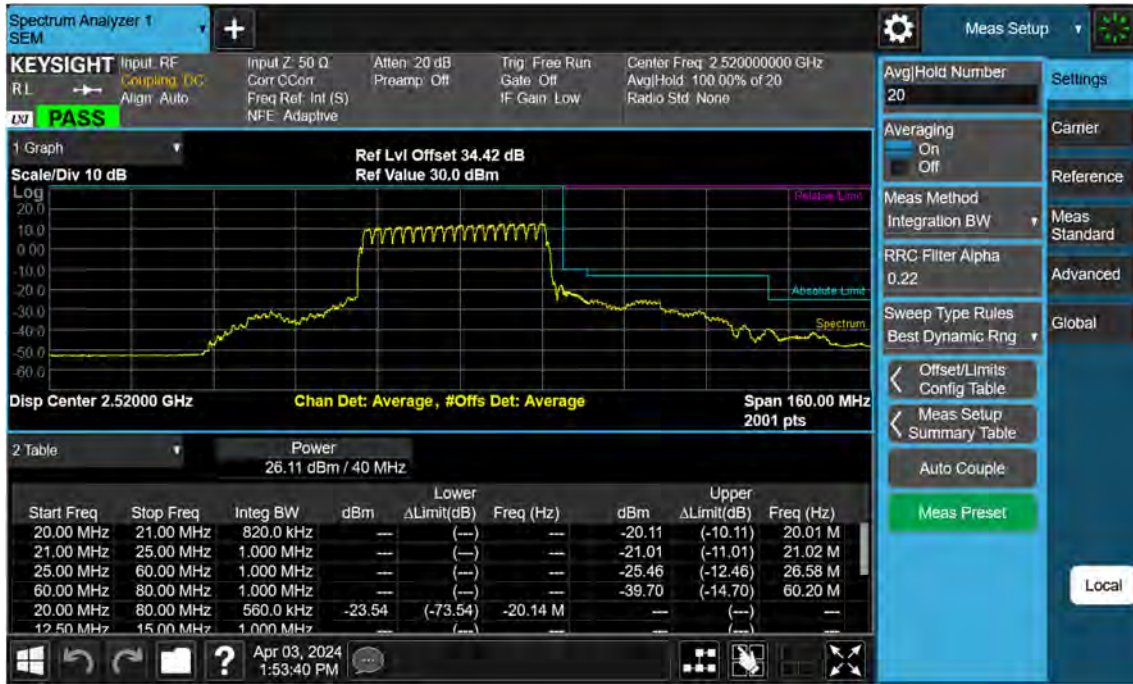 Spectrum Analyzer 1
SEM
+
Meas Setup
KEYSIGHT Input: RF Input Z: 50 Ω Atten: 20 dB Trig: Free Run Center Freq: 2.520000000 GHz
RL Coupling: DC Corr CCorr Preamp: Off Gate: Off Avg|Hold: 100.00% of 20
Align: Auto Freq Ref: Int (S) IF Gain: Low Radio Std: None
LXI PASS NFE: Adaptive
1 Graph
Ref Lvl Offset 34.42 dB
Scale/Div 10 dB Ref Value 30.0 dBm
Log
20.0
10.0
0.00
-10.0
-20.0
-30.0
-40.0
-50.0
-60.0
Relative Limit
Absolute Limit
Spectrum
Disp Center 2.52000 GHz Chan Det: Average, #Offs Det: Average Span 160.00 MHz
2001 pts
2 Table
Power
26.11 dBm / 40 MHz
Lower Upper
Start Freq Stop Freq Integ BW dBm ΔLimit(dB) Freq (Hz) dBm ΔLimit(dB) Freq (Hz)
20.00 MHz 21.00 MHz 820.0 kHz --- (---) --- -20.11 (-10.11) 20.01 M
21.00 MHz 25.00 MHz 1.000 MHz --- (---) --- -21.01 (-11.01) 21.02 M
25.00 MHz 60.00 MHz 1.000 MHz --- (---) --- -25.46 (-12.46) 26.58 M
60.00 MHz 80.00 MHz 1.000 MHz --- (---) --- -39.70 (-14.70) 60.20 M
20.00 MHz 80.00 MHz 560.0 kHz -23.54 (-73.54) -20.14 M --- (---) ---
12.50 MHz 15.00 MHz 1.000 MHz --- (---) --- --- (---) ---
? Apr 03, 2024
1:53:40 PM
Avg|Hold Number
20
Averaging
On
Off
Meas Method
Integration BW
RRC Filter Alpha
0.22
Sweep Type Rules
Best Dynamic Rng
Offset/Limits
Config Table
Meas Setup
Summary Table
Auto Couple
Meas Preset
Settings
Carrier
Reference
Meas
Standard
Advanced
Global
Local